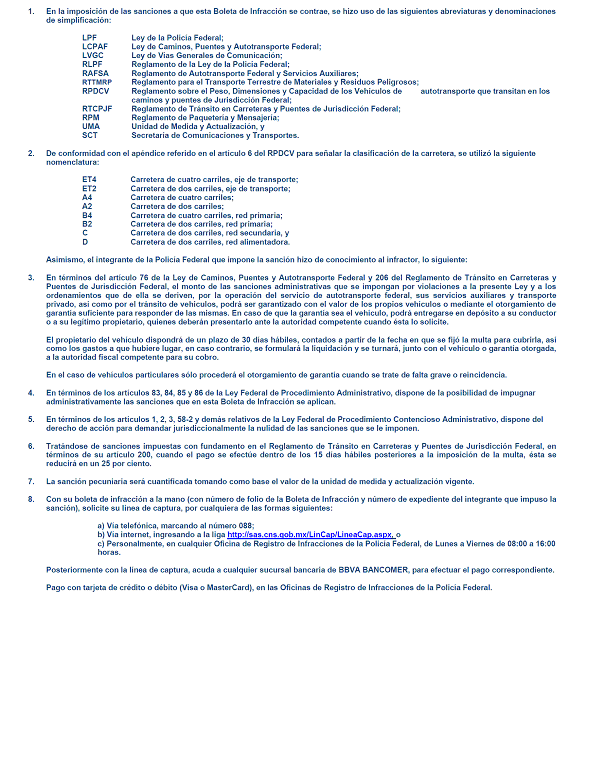 1. En la imposición de las sanciones a que esta Boleta de Infracción se contrae, se hizo uso de las siguientes abreviaturas y denominaciones
de simplificación:
LPF Ley de la Policía Federal;
LCPAF Ley de Caminos, Puentes y Autotransporte Federal;
LVGC Ley de Vías Generales de Comunicación;
RLPF Reglamento de la Ley de la Policía Federal;
RAFSA Reglamento de Autotransporte Federal y Servicios Auxiliares;
RTTMRP Reglamento para el Transporte Terrestre de Materiales y Residuos Peligrosos;
RPDCV Reglamento sobre el Peso, Dimensiones y Capacidad de los Vehículos de autotransporte que transitan en los
caminos y puentes de Jurisdicción Federal;
RTCPJF Reglamento de Tránsito en Carreteras y Puentes de Jurisdicción Federal;
RPM Reglamento de Paquetería y Mensajería;
UMA Unidad de Medida y Actualización, y
SCT Secretaría de Comunicaciones y Transportes.
2. De conformidad con el apéndice referido en el artículo 6 del RPDCV para señalar la clasificación de la carretera, se utilizó la siguiente
nomenclatura:
ET4 Carretera de cuatro carriles, eje de transporte;
ET2 Carretera de dos carriles, eje de transporte;
A4 Carretera de cuatro carriles;
A2 Carretera de dos carriles;
B4 Carretera de cuatro carriles, red primaria;
B2 Carretera de dos carriles, red primaria;
C Carretera de dos carriles, red secundaria, y
D Carretera de dos carriles, red alimentadora.
Asimismo, el integrante de la Policía Federal que impone la sanción hizo de conocimiento al infractor, lo siguiente:
3. En términos del artículo 76 de la Ley de Caminos, Puentes y Autotransporte Federal y 206 del Reglamento de Tránsito en Carreteras y
Puentes de Jurisdicción Federal, el monto de las sanciones administrativas que se impongan por violaciones a la presente Ley y a los
ordenamientos que de ella se deriven, por la operación del servicio de autotransporte federal, sus servicios auxiliares y transporte
privado, así como por el tránsito de vehículos, podrá ser garantizado con el valor de los propios vehículos o mediante el otorgamiento de
garantía suficiente para responder de las mismas. En caso de que la garantía sea el vehículo, podrá entregarse en depósito a su conductor
o a su legítimo propietario, quienes deberán presentarlo ante la autoridad competente cuando ésta lo solicite.
El propietario del vehículo dispondrá de un plazo de 30 días hábiles, contados a partir de la fecha en que se fijó la multa para cubrirla, así
como los gastos a que hubiere lugar, en caso contrario, se formulará la liquidación y se turnará, junto con el vehículo o garantía otorgada,
a la autoridad fiscal competente para su cobro.
En el caso de vehículos particulares sólo procederá el otorgamiento de garantía cuando se trate de falta grave o reincidencia.
4. En términos de los artículos 83, 84, 85 y 86 de la Ley Federal de Procedimiento Administrativo, dispone de la posibilidad de impugnar
administrativamente las sanciones que en esta Boleta de Infracción se aplican.
5. En términos de los artículos 1, 2, 3, 58-2 y demás relativos de la Ley Federal de Procedimiento Contencioso Administrativo, dispone del
derecho de acción para demandar jurisdiccionalmente la nulidad de las sanciones que se le imponen.
6. Tratándose de sanciones impuestas con fundamento en el Reglamento de Tránsito en Carreteras y Puentes de Jurisdicción Federal, en
términos de su artículo 200, cuando el pago se efectúe dentro de los 15 días hábiles posteriores a la imposición de la multa, ésta se
reducirá en un 25 por ciento.
7. La sanción pecuniaria será cuantificada tomando como base el valor de la unidad de medida y actualización vigente.
8. Con su boleta de infracción a la mano (con número de folio de la Boleta de Infracción y número de expediente del integrante que impuso la
sanción), solicite su línea de captura, por cualquiera de las formas siguientes:
a) Vía telefónica, marcando al número 088;
b) Vía internet, ingresando a la liga http://sas.cns.gob.mx/LinCap/LineaCap.aspx, o
c) Personalmente, en cualquier Oficina de Registro de Infracciones de la Policía Federal, de Lunes a Viernes de 08:00 a 16:00
horas.
Posteriormente con la línea de captura, acuda a cualquier sucursal bancaria de BBVA BANCOMER, para efectuar el pago correspondiente.
Pago con tarjeta de crédito o débito (Visa o MasterCard), en las Oficinas de Registro de Infracciones de la Policía Federal.